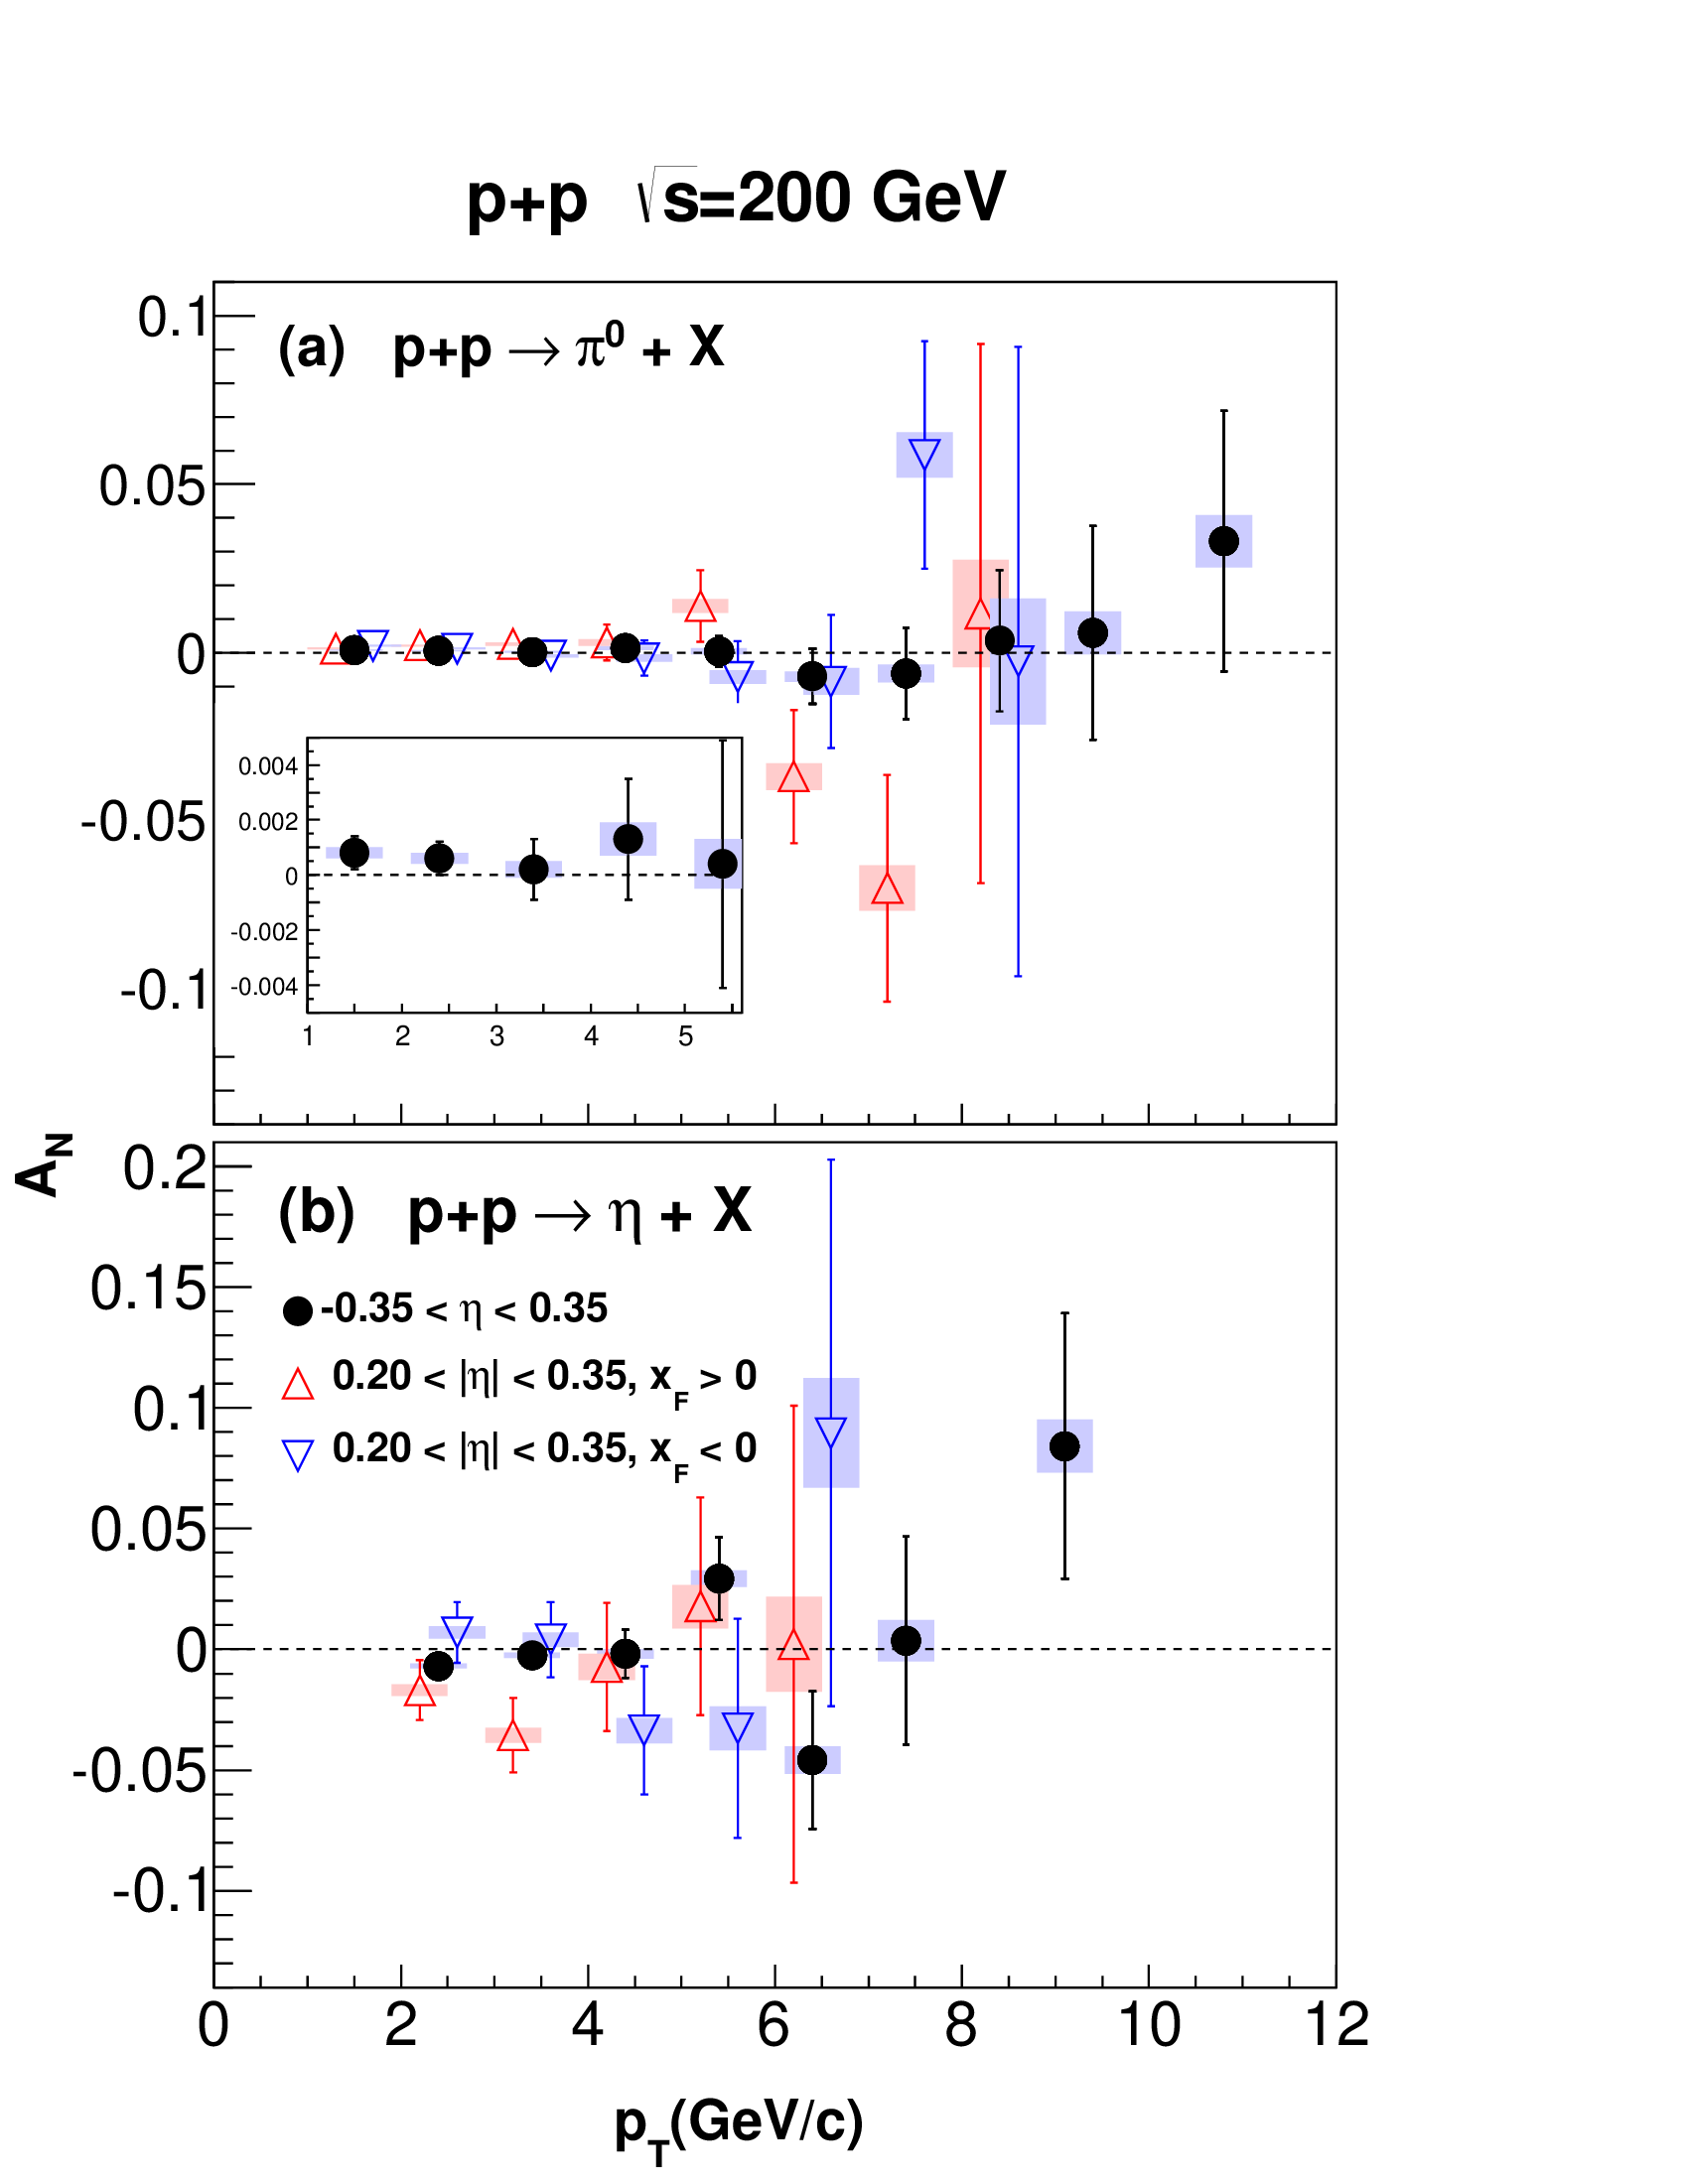 p+p √s=200 GeV
0.1
(a) p+p → π⁰ + X
0.05
0
-0.05
-0.1
0.004
0.002
0
-0.002
-0.004
1 2 3 4 5
A_N
0.2
(b) p+p → η + X
0.15
-0.35 < η < 0.35
0.20 < |η| < 0.35, x_F > 0
0.1
0.20 < |η| < 0.35, x_F < 0
0.05
0
-0.05
-0.1
0 2 4 6 8 10 12
p_T(GeV/c)